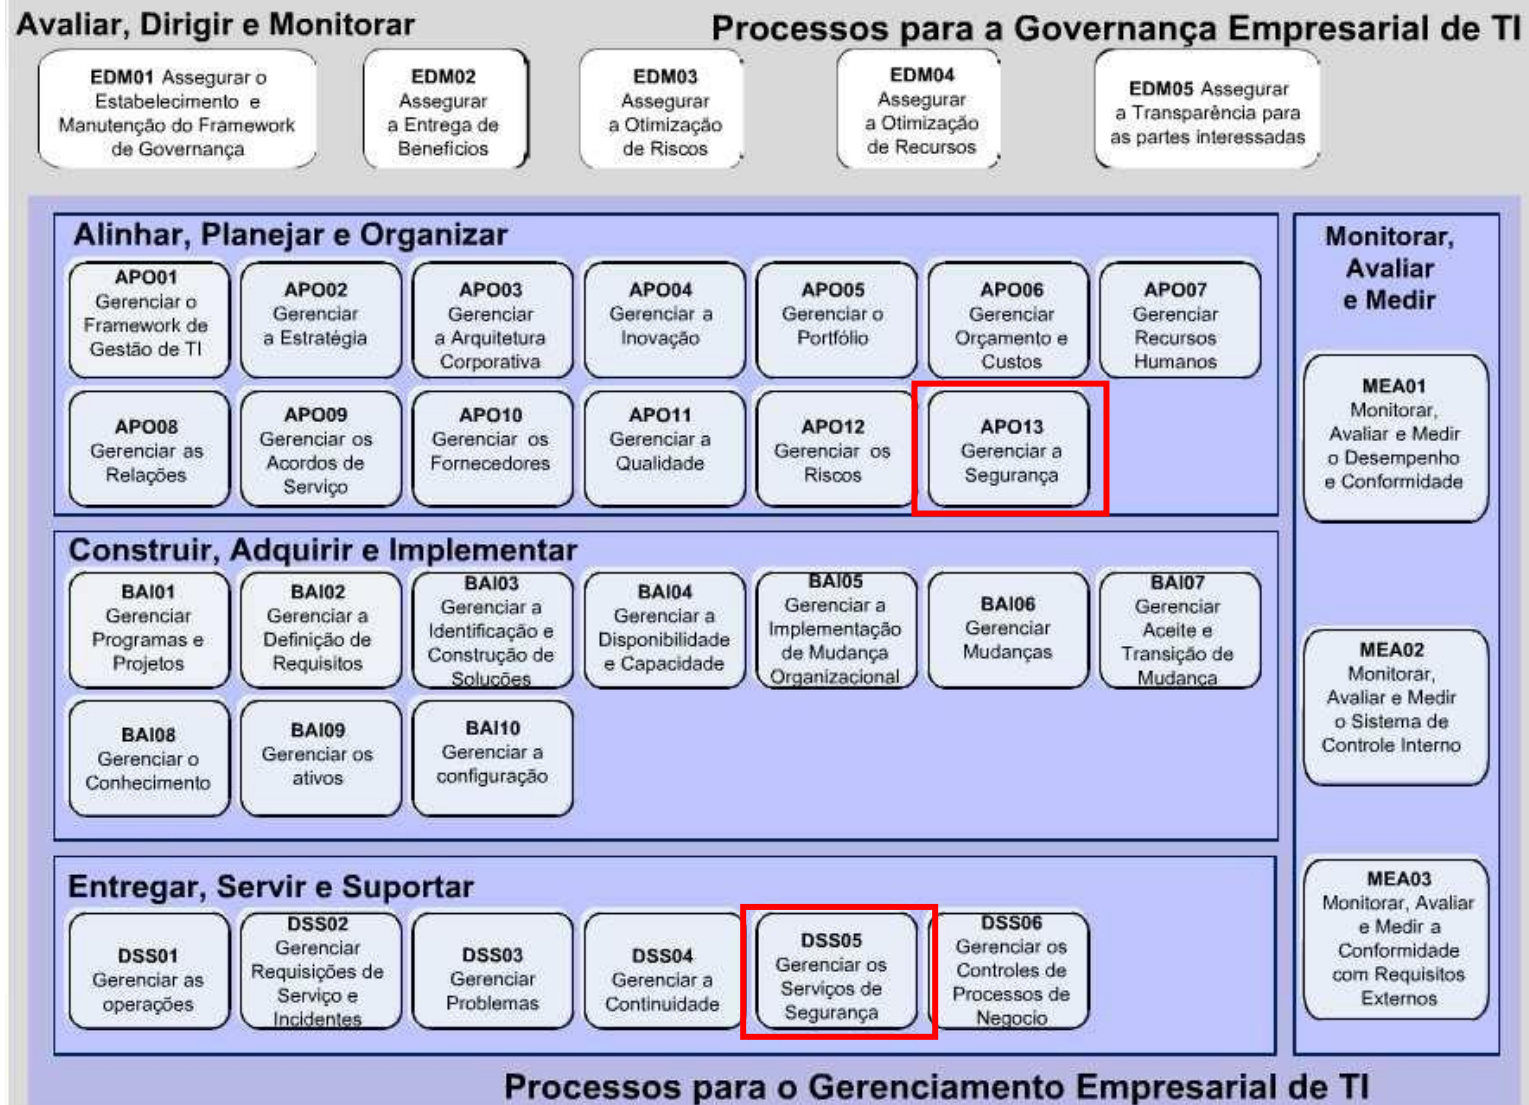 Avaliar, Dirigir e Monitorar
Processos para a Governança Empresarial de TI
EDM01 Assegurar o
Estabelecimento e
Manutenção do Framework
de Governança
EDM02
Assegurar
a Entrega de
Beneficios
EDM03
Assegurar
a Otimização
de Riscos
EDM04
Assegurar
a Otimização
de Recursos
EDM05 Assegurar
a Transparência para
as partes interessadas
Alinhar, Planejar e Organizar
APO01
Gerenciar o
Framework de
Gestão de TI
APO02
Gerenciar
a Estratégia
APO03
Gerenciar
a Arquitetura
Corporativa
APO04
Gerenciar a
Inovação
APO05
Gerenciar o
Portfólio
APO06
Gerenciar
Orçamento e
Custos
APO07
Gerenciar
Recursos
Humanos
APO08
Gerenciar as
Relações
APO09
Gerenciar os
Acordos de
Serviço
APO10
Gerenciar os
Fornecedores
APO11
Gerenciar a
Qualidade
APO12
Gerenciar os
Riscos
APO13
Gerenciar a
Segurança
Construir, Adquirir e Implementar
BAI01
Gerenciar
Programas e
Projetos
BAI02
Gerenciar a
Definição de
Requisitos
BAI03
Gerenciar a
Identificação e
Construção de
Soluções
BAI04
Gerenciar a
Disponibilidade
e Capacidade
BAI05
Gerenciar a
Implementação
de Mudança
Organizacional
BAI06
Gerenciar
Mudanças
BAI07
Gerenciar
Aceite e
Transição de
Mudança
BAI08
Gerenciar o
Conhecimento
BAI09
Gerenciar os
ativos
BAI10
Gerenciar a
configuração
Entregar, Servir e Suportar
DSS01
Gerenciar as
operações
DSS02
Gerenciar
Requisições de
Serviço e
Incidentes
DSS03
Gerenciar
Problemas
DSS04
Gerenciar a
Continuidade
DSS05
Gerenciar os
Serviços de
Segurança
DSS06
Gerenciar os
Controles de
Processos de
Negocio
Monitorar,
Avaliar
e Medir
MEA01
Monitorar,
Avaliar e Medir
o Desempenho
e Conformidade
MEA02
Monitorar,
Avaliar e Medir
o Sistema de
Controle Interno
MEA03
Monitorar, Avaliar
e Medir a
Conformidade
com Requisitos
Externos
Processos para o Gerenciamento Empresarial de TI